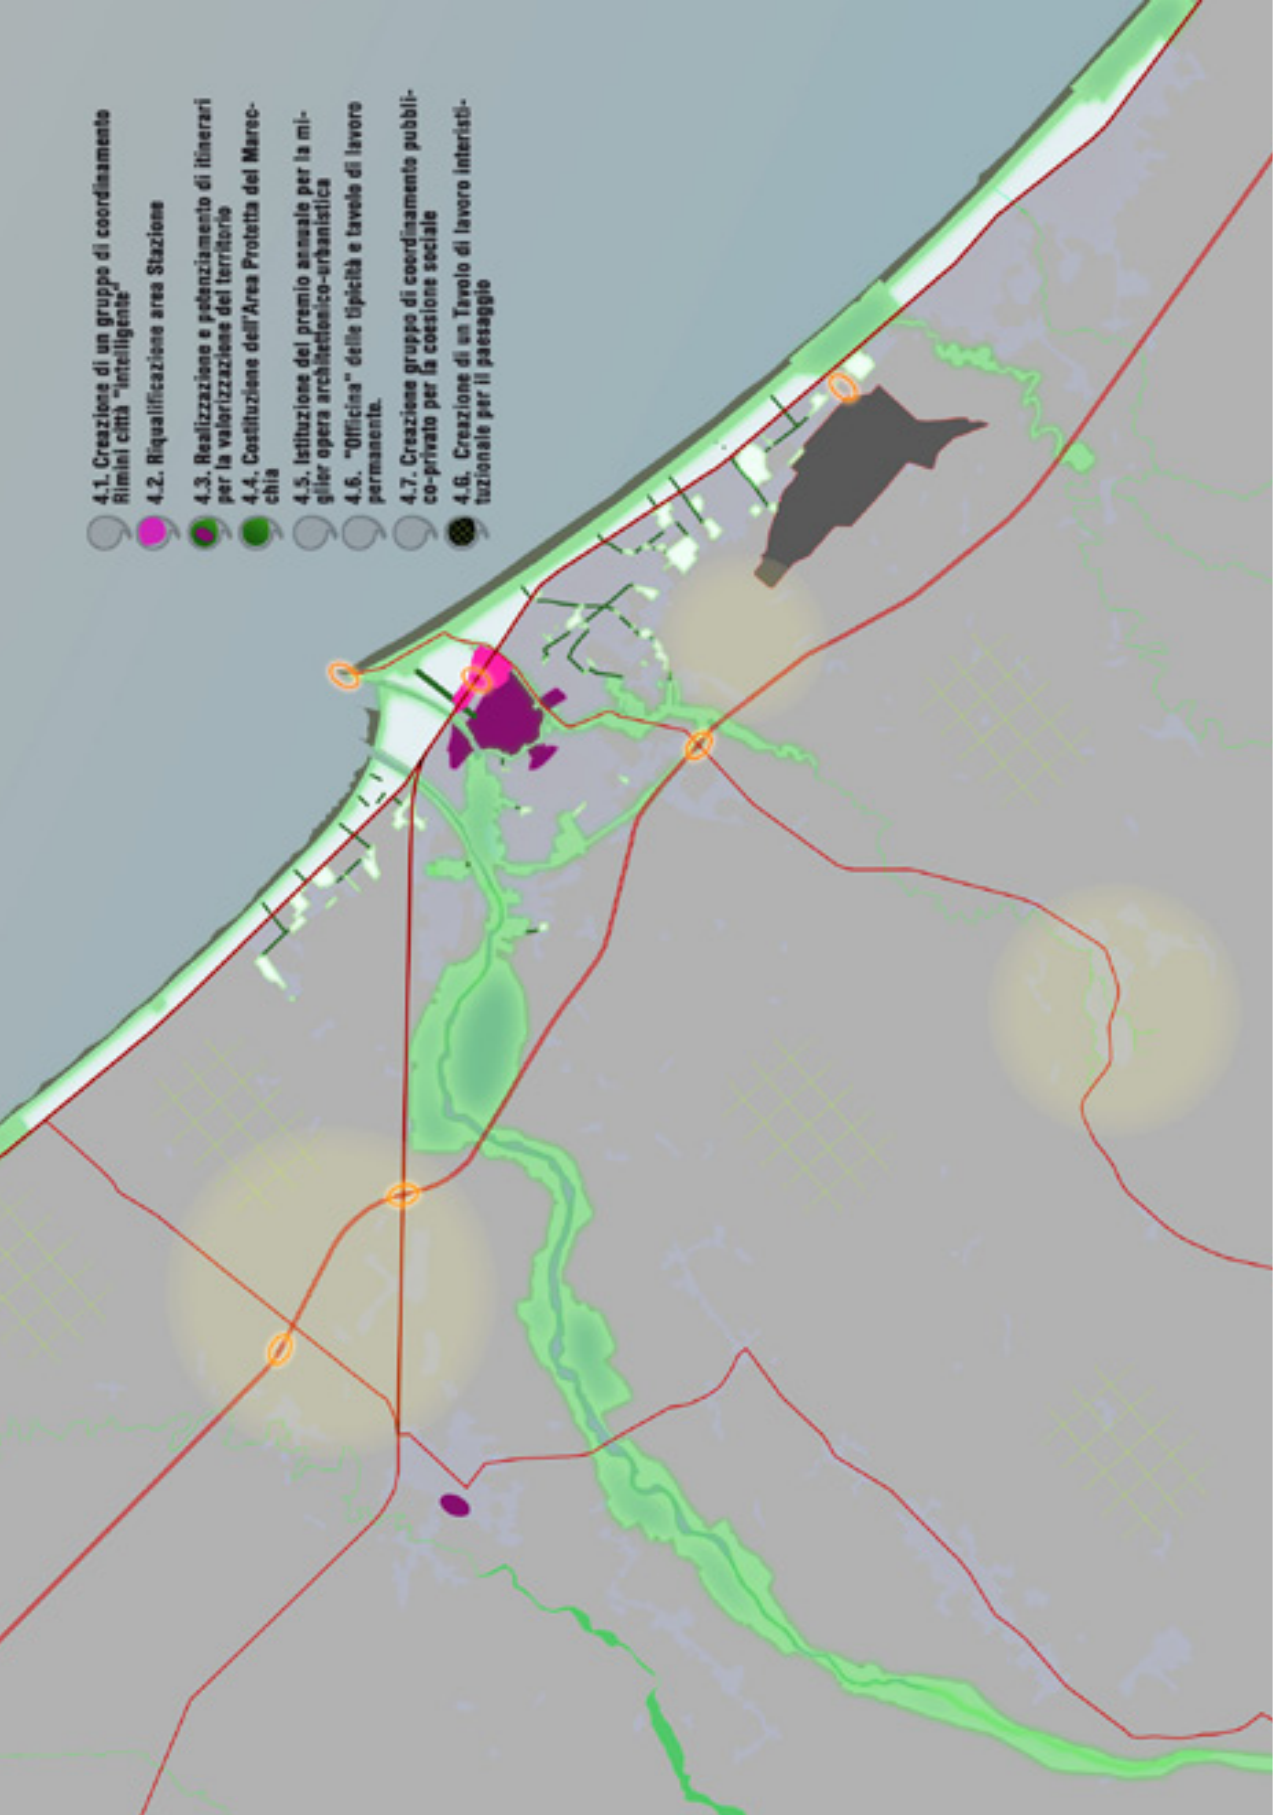 4.1. Creazione di un gruppo di coordinamento
Rimini città "intelligente"
4.2. Riqualificazione area Stazione
4.3. Realizzazione e potenziamento di itinerari
per la valorizzazione del territorio
4.4. Costituzione dell'Area Protetta del Marec-
chia
4.5. Istituzione del premio annuale per la mi-
glior opera architettonico-urbanistica
4.6. "Officina" delle tipicità e tavolo di lavoro
permanente.
4.7. Creazione gruppo di coordinamento pubbli-
co-privato per la coesione sociale
4.6. Creazione di un Tavolo di lavoro interisti-
tuzionale per il paesaggio